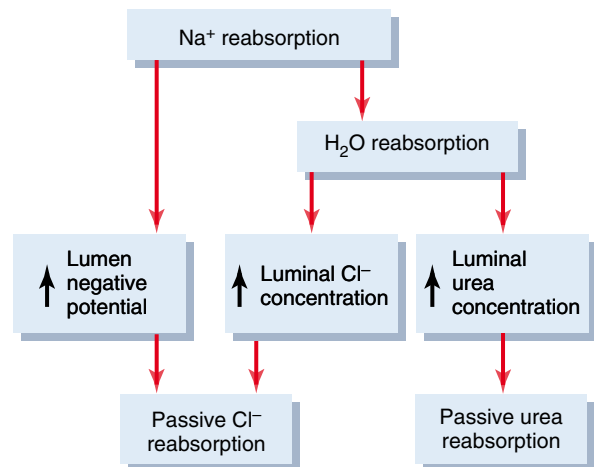 Na⁺ reabsorption
H₂O reabsorption
Lumen
negative
potential
Luminal Cl⁻
concentration
Luminal
urea
concentration
Passive Cl⁻
reabsorption
Passive urea
reabsorption